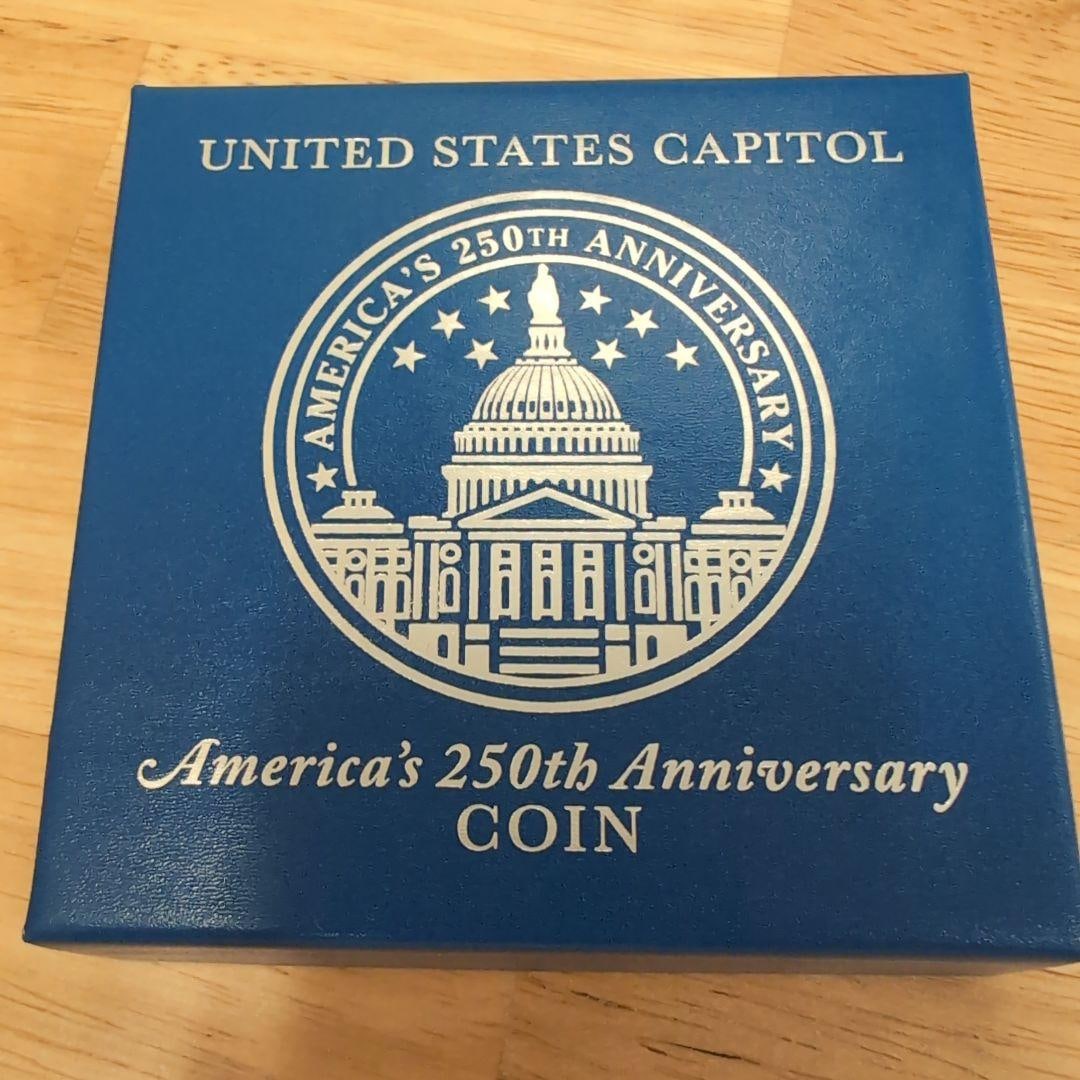 UNITED STATES CAPITOL
AMERICA'S 250TH ANNIVERSARY
America's 250th Anniversary
COIN